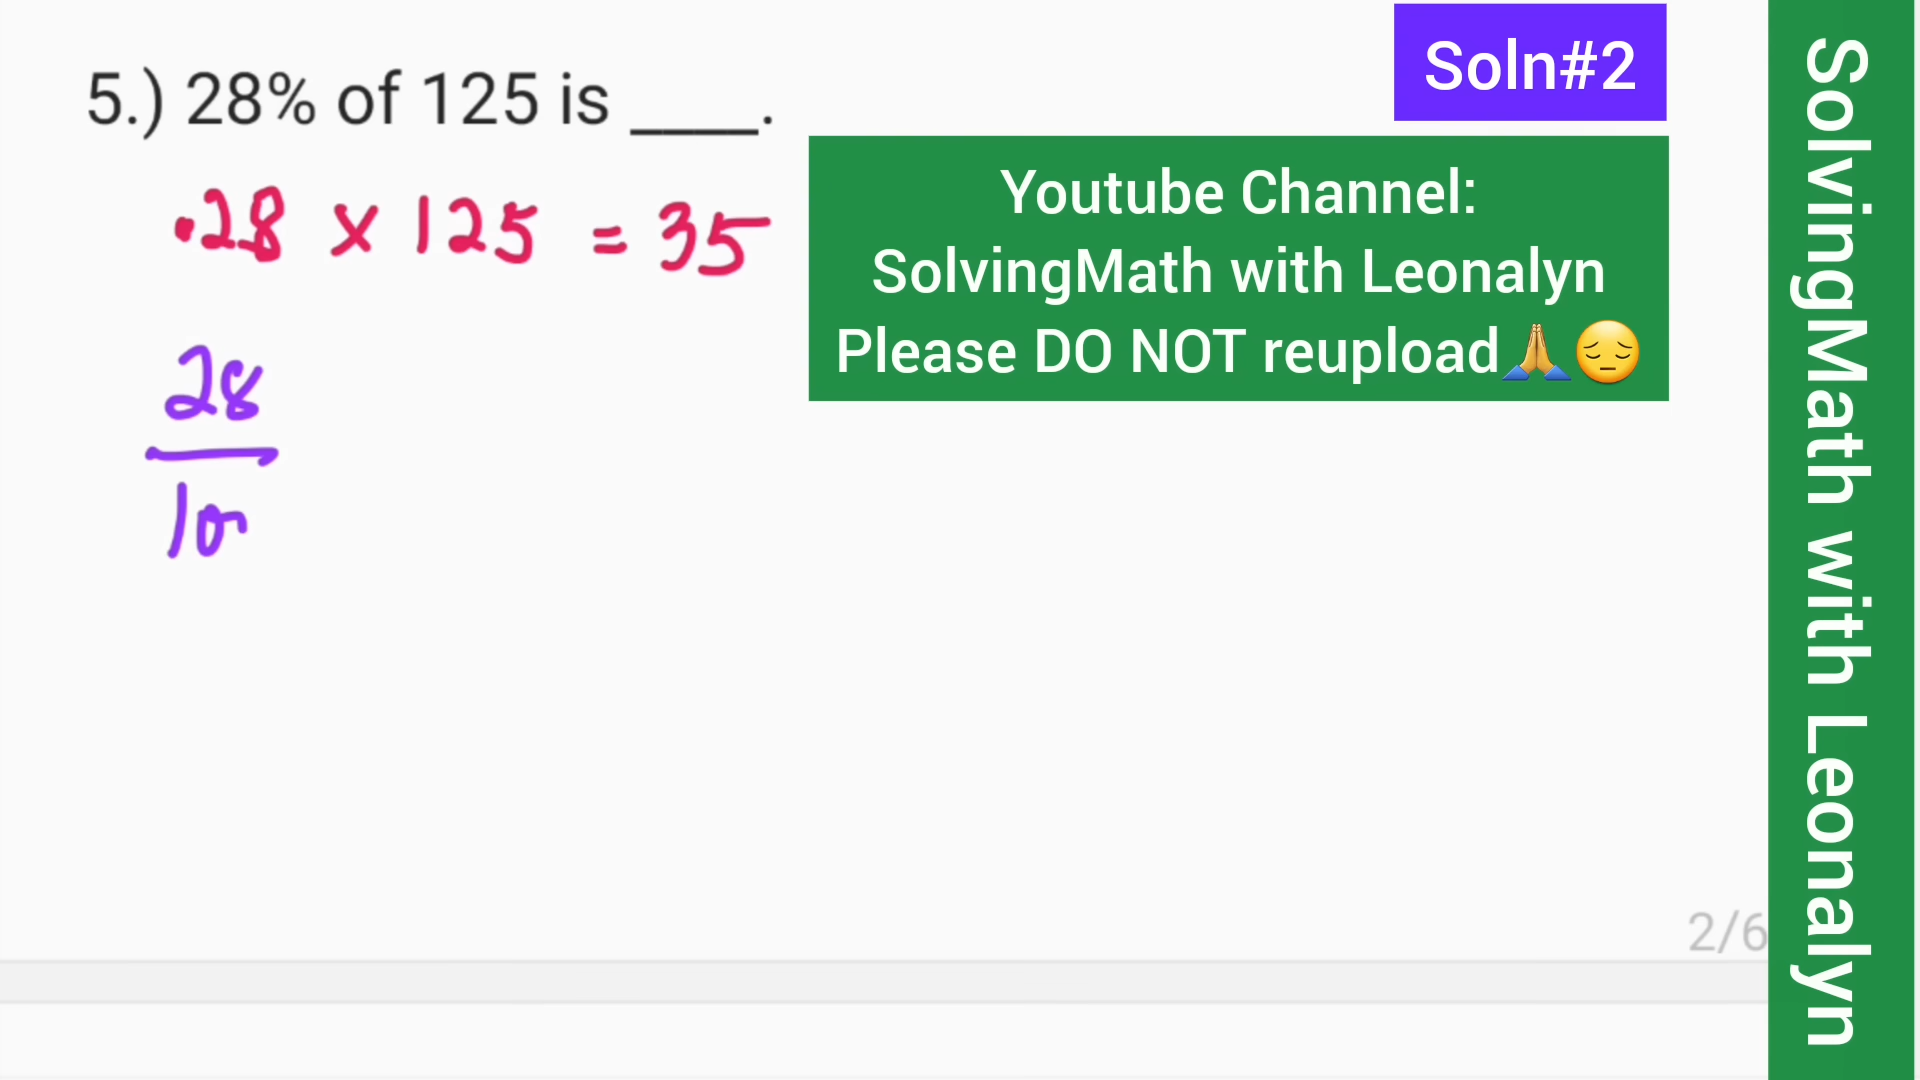 Soln#2
5.) 28% of 125 is ____.
.28 x 125 = 35
Youtube Channel:
SolvingMath with Leonalyn
Please DO NOT reupload🙏😔
28
10
2/6
SolvingMath with Leonalyn